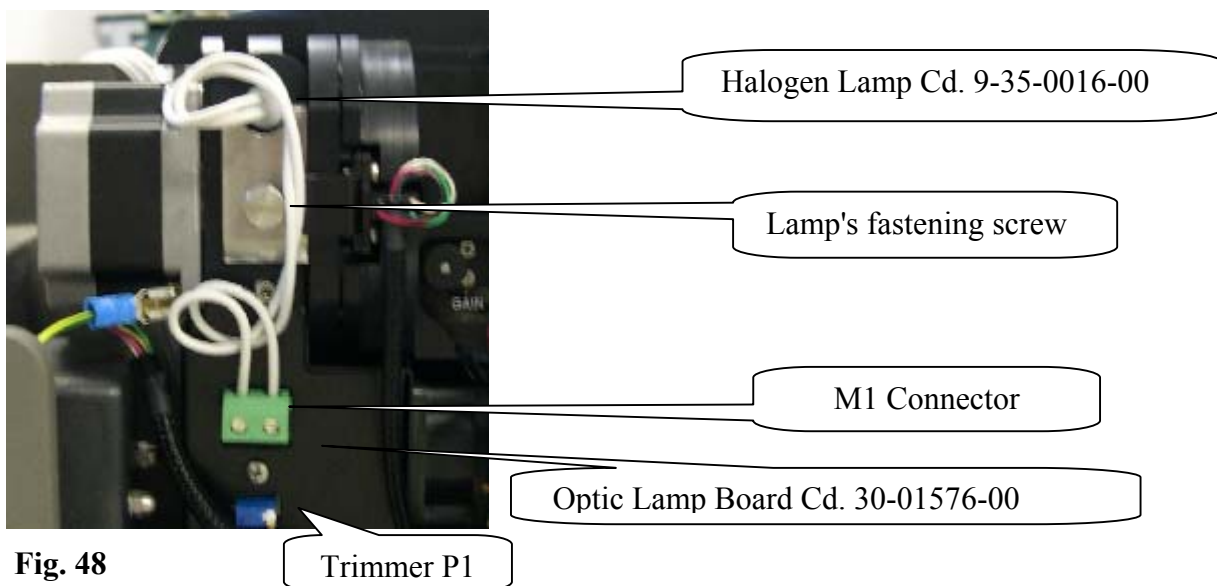 Halogen Lamp Cd. 9-35-0016-00
Lamp's fastening screw
GAIN
M1 Connector
Optic Lamp Board Cd. 30-01576-00
Trimmer P1
Fig. 48